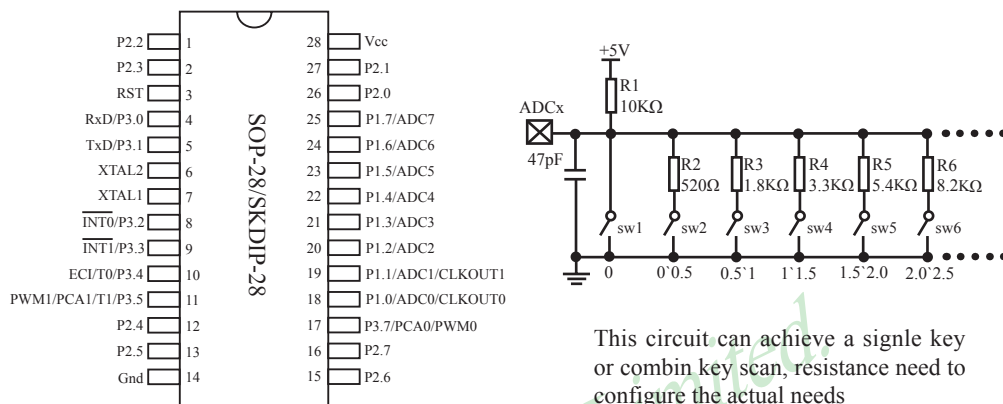 P2.2 1 28 Vcc
P2.3 2 27 P2.1
RST 3 26 P2.0
RxD/P3.0 4 25 P1.7/ADC7
TxD/P3.1 5 24 P1.6/ADC6
XTAL2 6 23 P1.5/ADC5
XTAL1 7 22 P1.4/ADC4
INT0/P3.2 8 21 P1.3/ADC3
INT1/P3.3 9 20 P1.2/ADC2
ECI/T0/P3.4 10 19 P1.1/ADC1/CLKOUT1
PWM1/PCA1/T1/P3.5 11 18 P1.0/ADC0/CLKOUT0
P2.4 12 17 P3.7/PCA0/PWM0
P2.5 13 16 P2.7
Gnd 14 15 P2.6
SOP-28/SKDIP-28
+5V
R1
10KΩ
ADCx
47pF
R2 R3 R4 R5 R6
520Ω 1.8KΩ 3.3KΩ 5.4KΩ 8.2KΩ
sw1 sw2 sw3 sw4 sw5 sw6
0 0`0.5 0.5`1 1`1.5 1.5`2.0 2.0`2.5
This circuit can achieve a signle key
or combin key scan, resistance need to
configure the actual needs
imited.